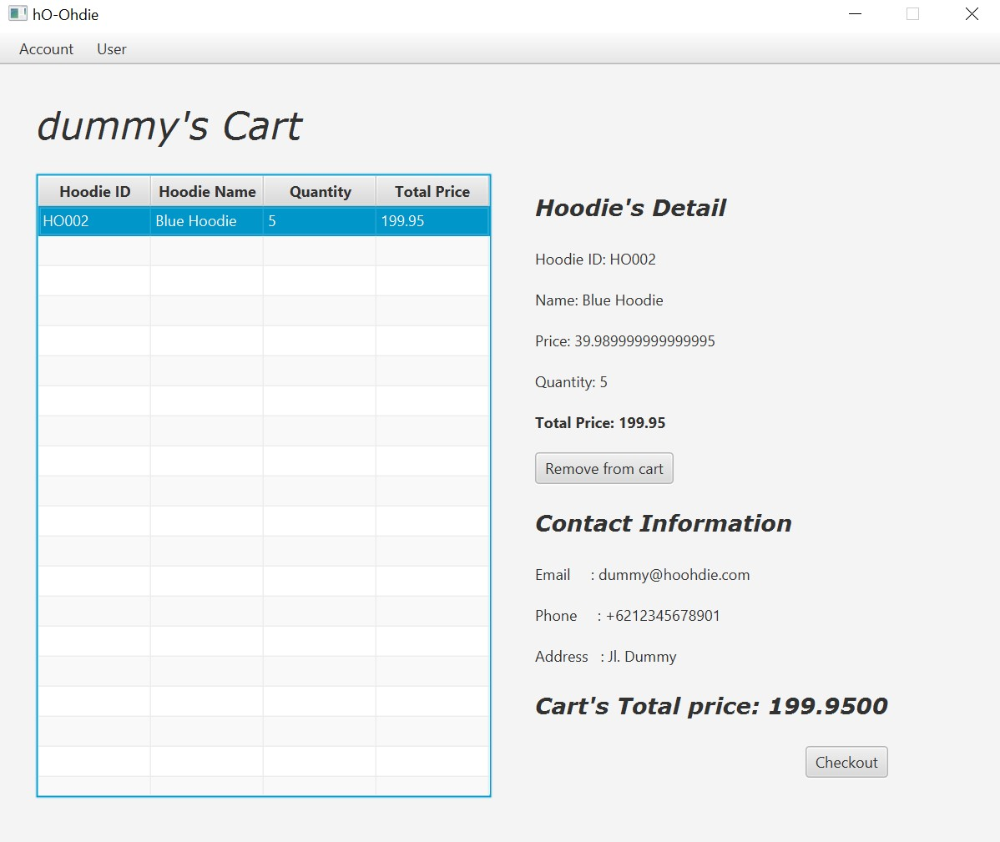 hO-Ohdie
Account User
dummy's Cart
Hoodie ID Hoodie Name Quantity Total Price
HO002 Blue Hoodie 5 199.95
Hoodie's Detail
Hoodie ID: HO002
Name: Blue Hoodie
Price: 39.989999999999995
Quantity: 5
Total Price: 199.95
Remove from cart
Contact Information
Email : dummy@hoohdie.com
Phone : +6212345678901
Address : Jl. Dummy
Cart's Total price: 199.9500
Checkout